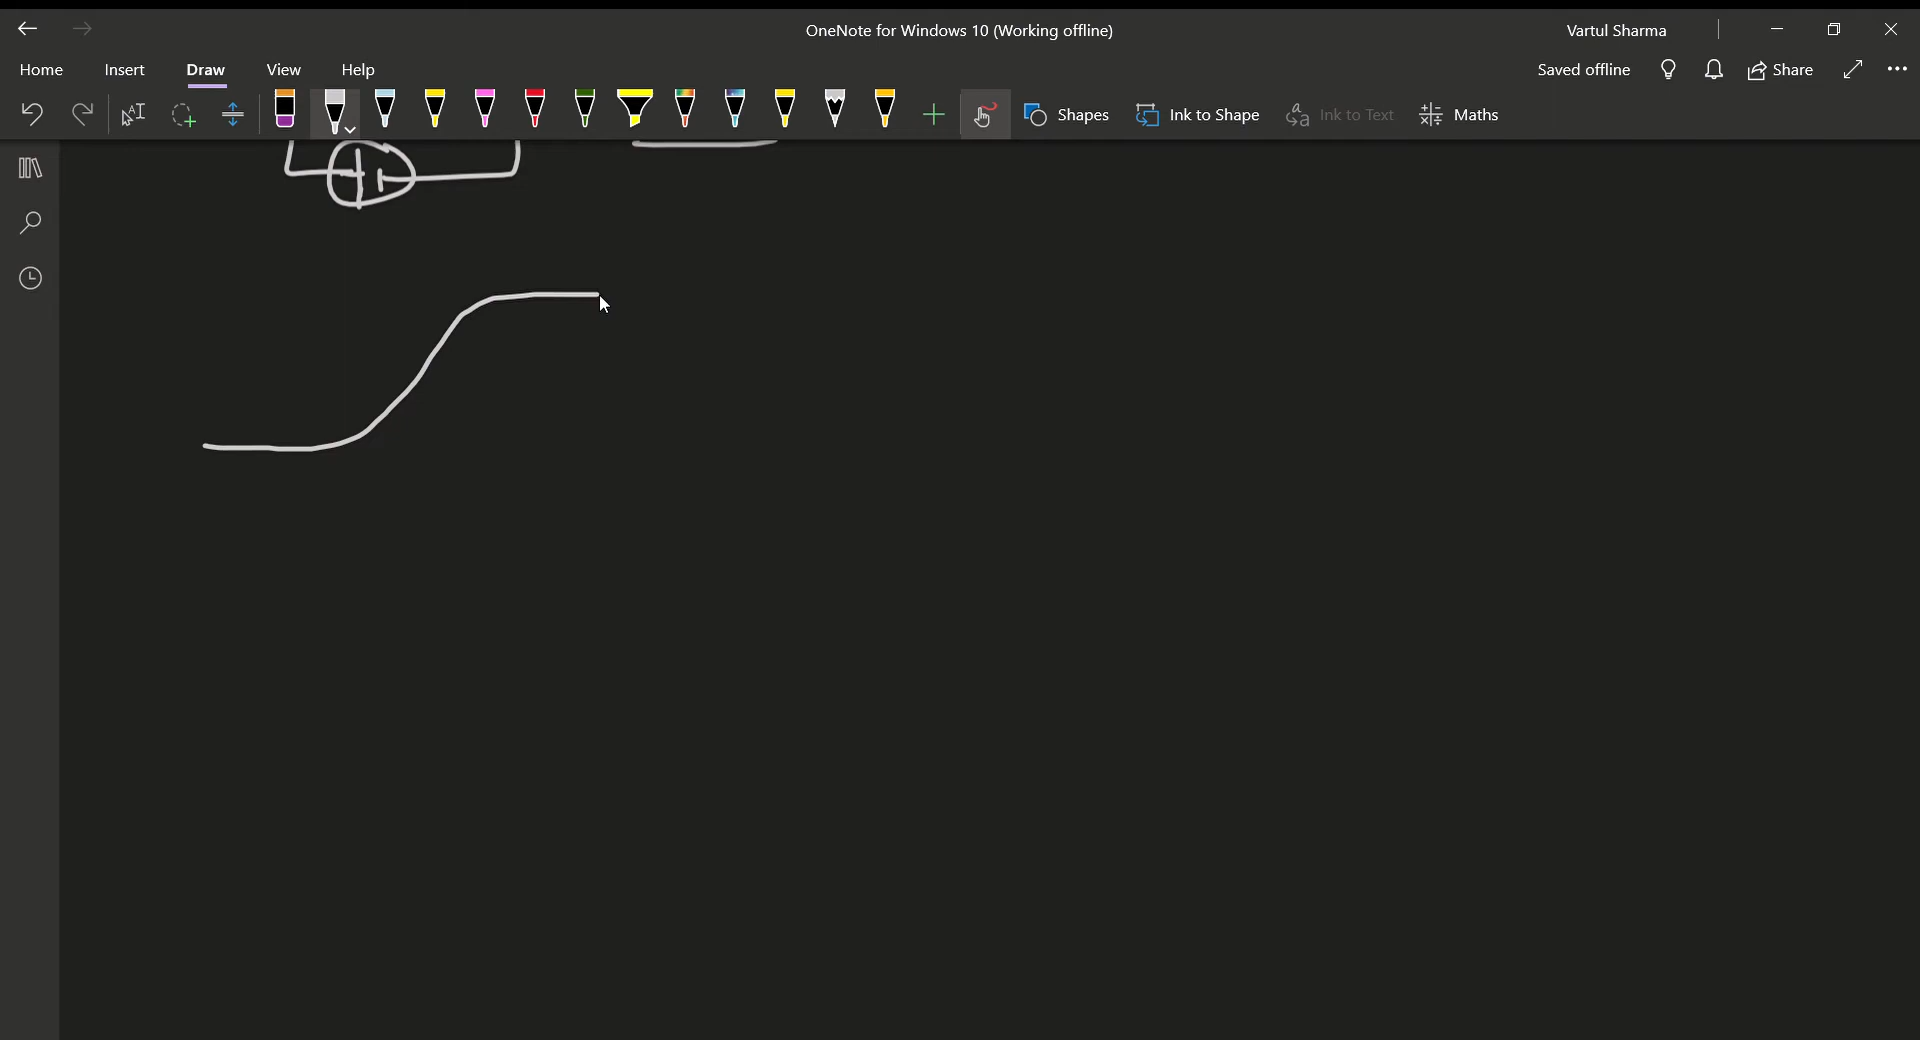 OneNote for Windows 10 (Working offline)
Vartul Sharma
Home Insert Draw View Help
Saved offline
Share
Shapes
Ink to Shape
Ink to Text
Maths